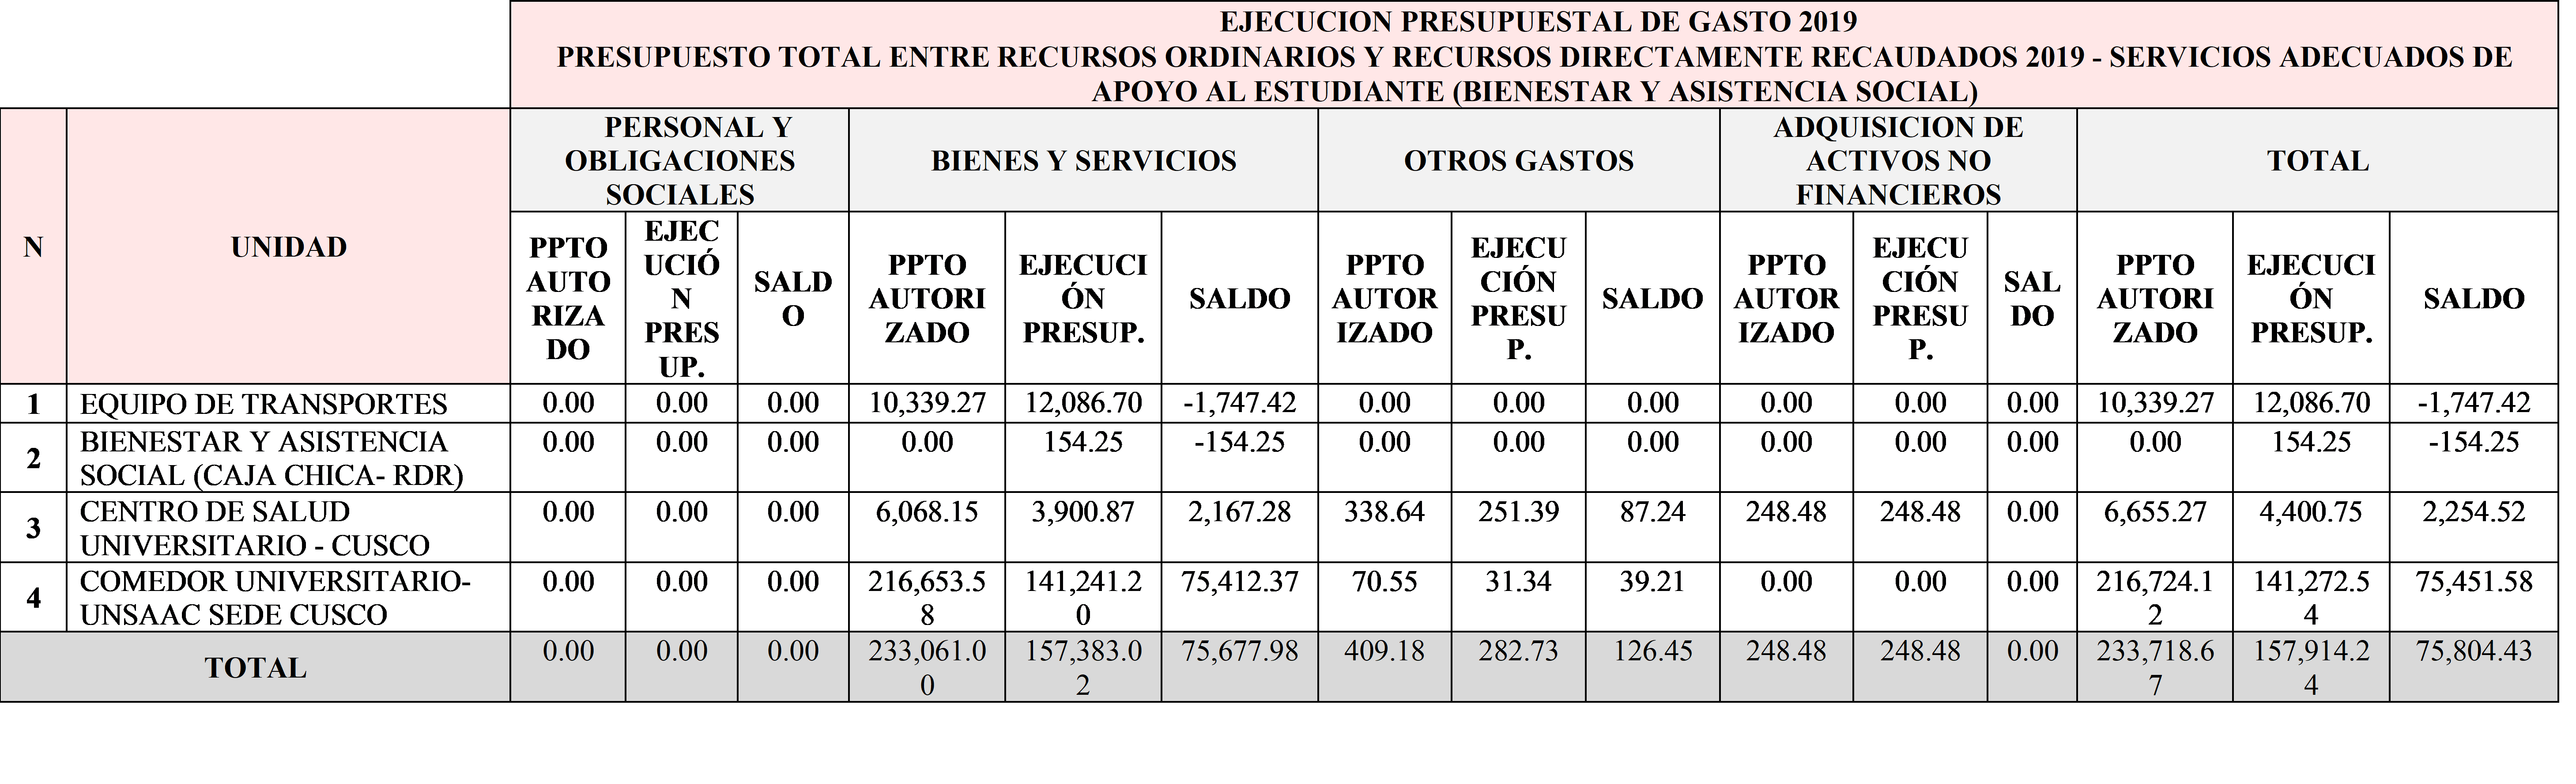 EJECUCION PRESUPUESTAL DE GASTO 2019
PRESUPUESTO TOTAL ENTRE RECURSOS ORDINARIOS Y RECURSOS DIRECTAMENTE RECAUDADOS 2019 - SERVICIOS ADECUADOS DE
APOYO AL ESTUDIANTE (BIENESTAR Y ASISTENCIA SOCIAL)
N
UNIDAD
PERSONAL Y
OBLIGACIONES
SOCIALES
BIENES Y SERVICIOS
OTROS GASTOS
ADQUISICION DE
ACTIVOS NO
FINANCIEROS
TOTAL
PPTO
AUTO
RIZA
DO
EJEC
UCIÓ
N
PRES
UP.
SALD
O
PPTO
AUTORI
ZADO
EJECUCI
ÓN
PRESUP.
SALDO
PPTO
AUTOR
IZADO
EJECU
CIÓN
PRESU
P.
SALDO
PPTO
AUTOR
IZADO
EJECU
CIÓN
PRESU
P.
SAL
DO
PPTO
AUTORI
ZADO
EJECUCI
ÓN
PRESUP.
SALDO
1 EQUIPO DE TRANSPORTES 0.00 0.00 0.00 10,339.27 12,086.70 -1,747.42 0.00 0.00 0.00 0.00 0.00 0.00 10,339.27 12,086.70 -1,747.42
2 BIENESTAR Y ASISTENCIA 0.00 0.00 0.00 0.00 154.25 -154.25 0.00 0.00 0.00 0.00 0.00 0.00 0.00 154.25 -154.25
SOCIAL (CAJA CHICA- RDR)
3 CENTRO DE SALUD 0.00 0.00 0.00 6,068.15 3,900.87 2,167.28 338.64 251.39 87.24 248.48 248.48 0.00 6,655.27 4,400.75 2,254.52
UNIVERSITARIO - CUSCO
4 COMEDOR UNIVERSITARIO- 0.00 0.00 0.00 216,653.5 141,241.2 75,412.37 70.55 31.34 39.21 0.00 0.00 0.00 216,724.1 141,272.5 75,451.58
UNSAAC SEDE CUSCO 8 0 2 4
TOTAL 0.00 0.00 0.00 233,061.0 157,383.0 75,677.98 409.18 282.73 126.45 248.48 248.48 0.00 233,718.6 157,914.2 75,804.43
0 2 7 4